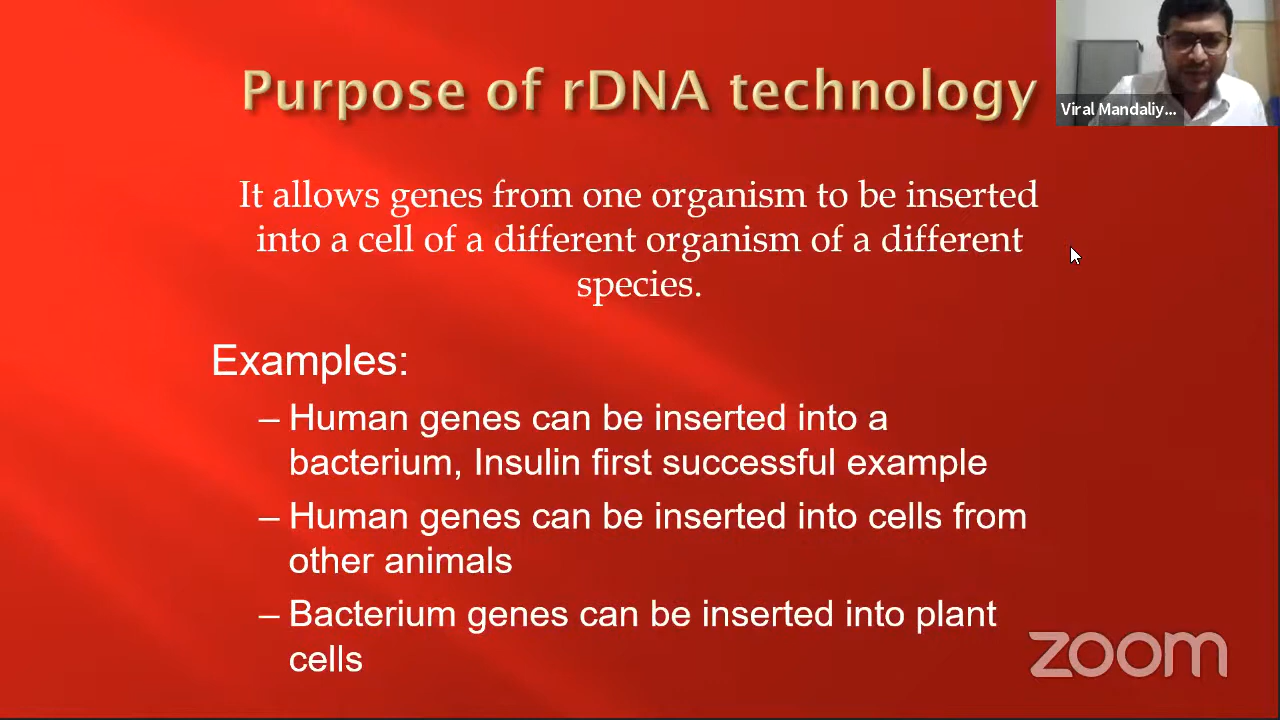 Purpose of rDNA technology
Viral Mandaliy...
It allows genes from one organism to be inserted
into a cell of a different organism of a different
species.
Examples:
– Human genes can be inserted into a
bacterium, Insulin first successful example
– Human genes can be inserted into cells from
other animals
– Bacterium genes can be inserted into plant
cells
zoom